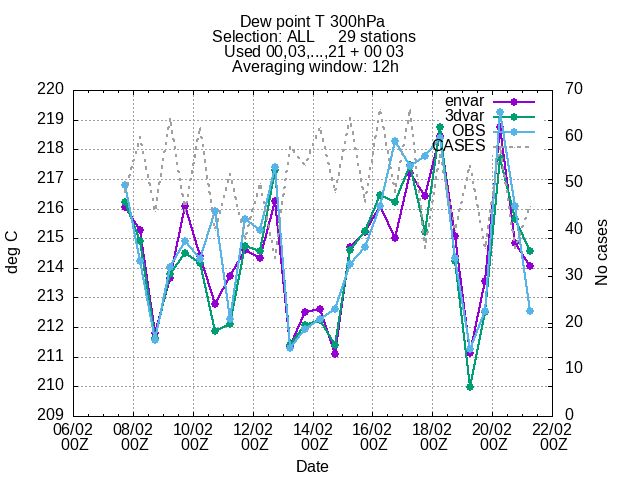 Dew point T 300hPa
Selection: ALL 29 stations
Used 00,03,...,21 + 00 03
Averaging window: 12h
220 70
219 envar
3dvar
60
218 OBS
CASES
217 50
216
215 40
214 30
213
212 20
211 10
210
209 0
deg C
No cases
06/02 08/02 10/02 12/02 14/02 16/02 18/02 20/02 22/02
00Z 00Z 00Z 00Z 00Z 00Z 00Z 00Z 00Z
Date